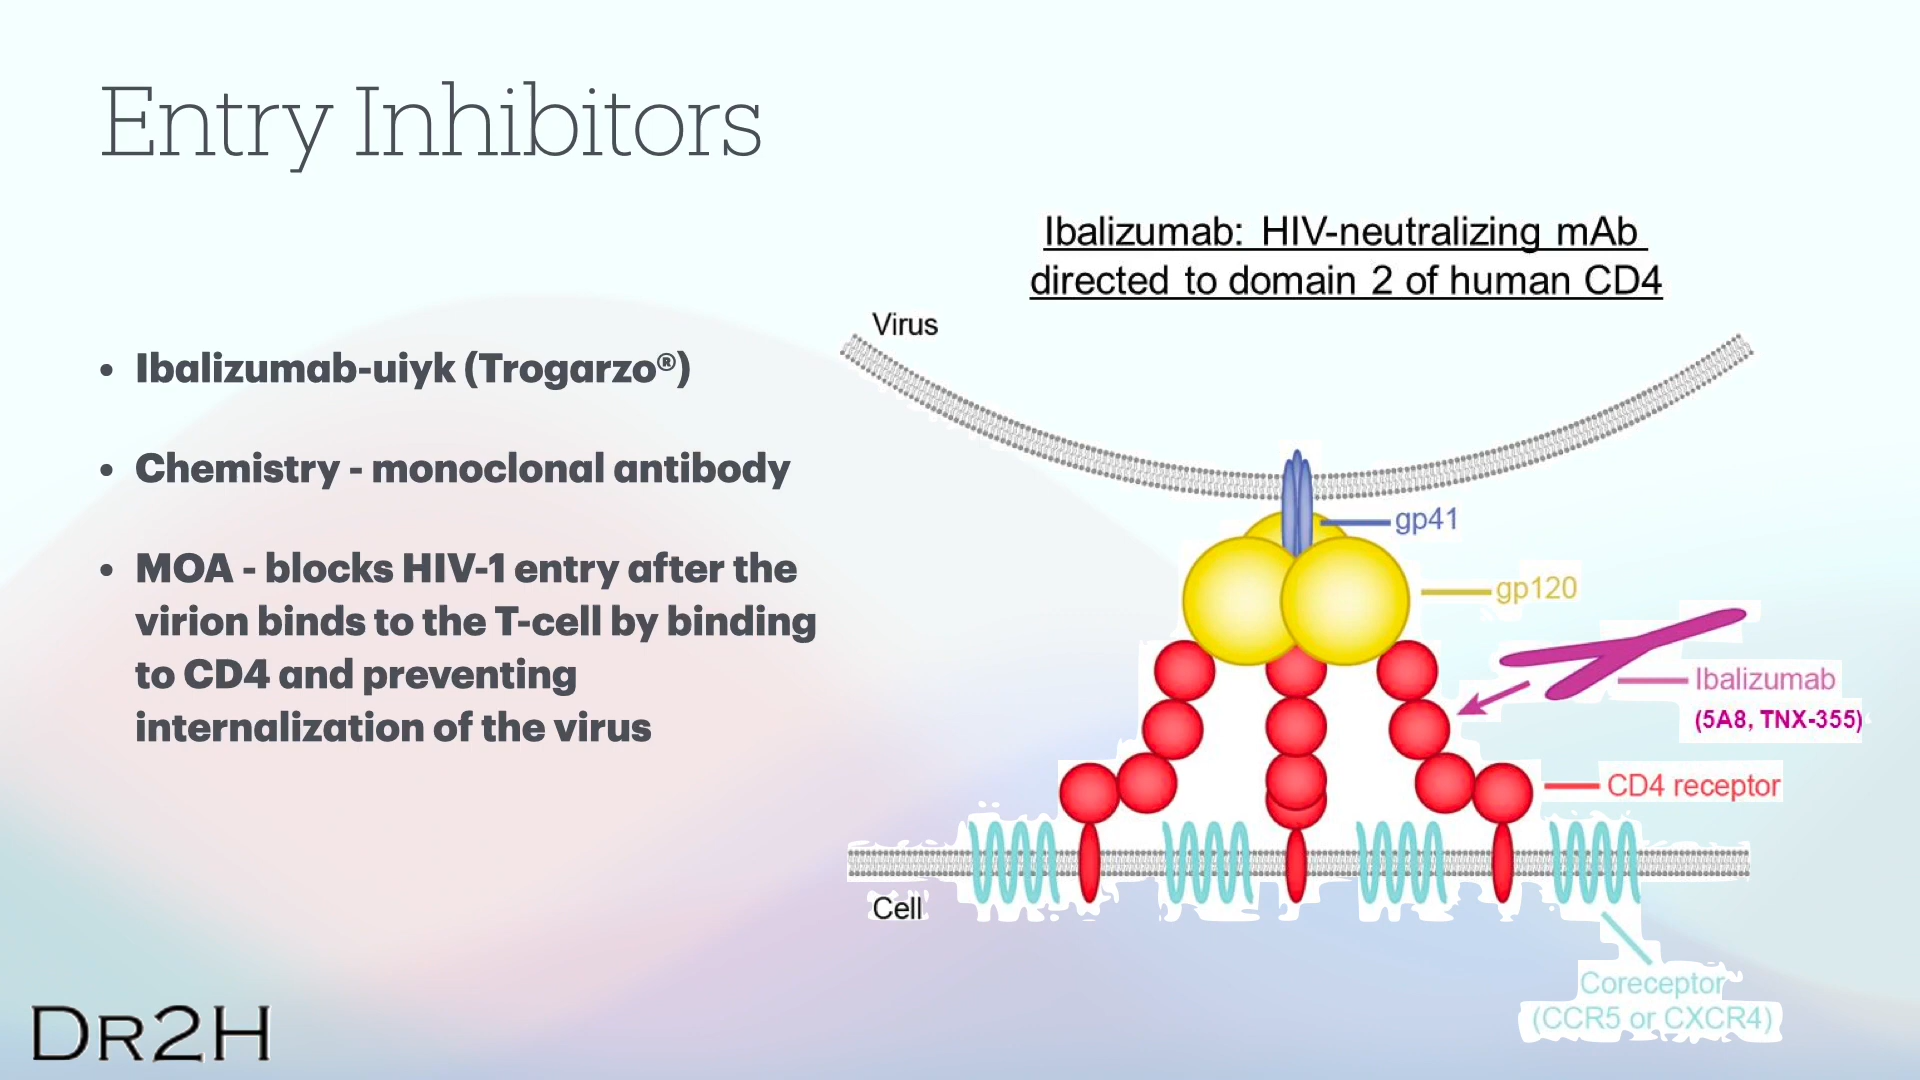 Entry Inhibitors
• Ibalizumab-uiyk (Trogarzo®)
• Chemistry - monoclonal antibody
• MOA - blocks HIV-1 entry after the
virion binds to the T-cell by binding
to CD4 and preventing
internalization of the virus
Ibalizumab: HIV-neutralizing mAb
directed to domain 2 of human CD4
Virus
gp41
gp120
Ibalizumab
(5A8, TNX-355)
CD4 receptor
Cell
Coreceptor
(CCR5 or CXCR4)
DR2H